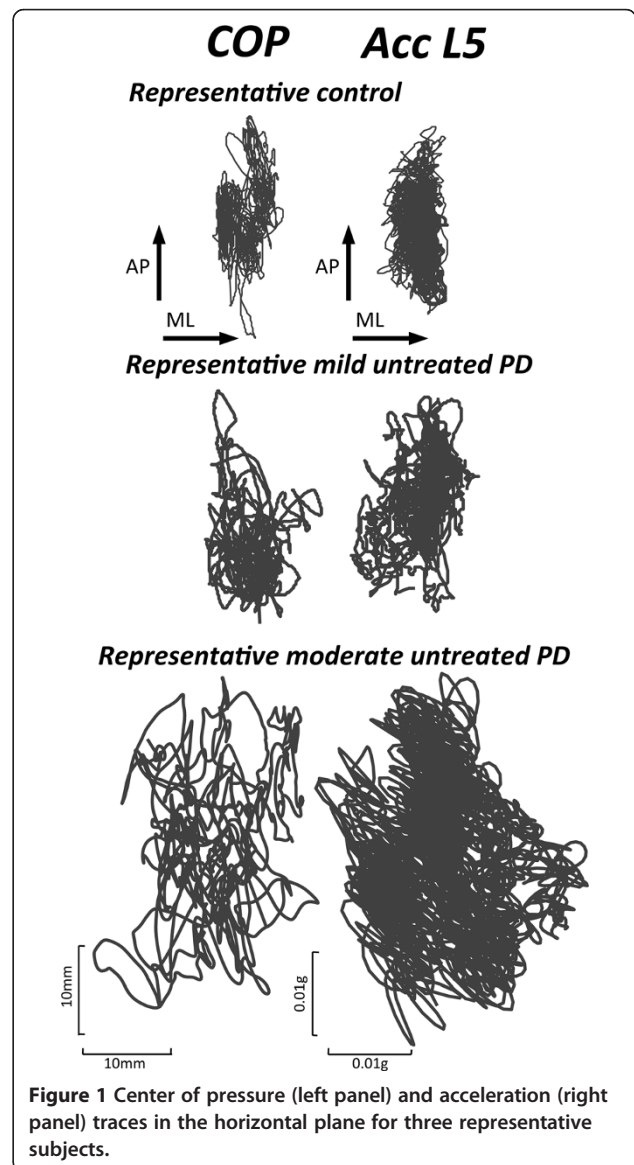 COP Acc L5
Representative control
AP AP
ML ML
Representative mild untreated PD
Representative moderate untreated PD
10mm 0.01g
10mm 0.01g
Figure 1 Center of pressure (left panel) and acceleration (right
panel) traces in the horizontal plane for three representative
subjects.